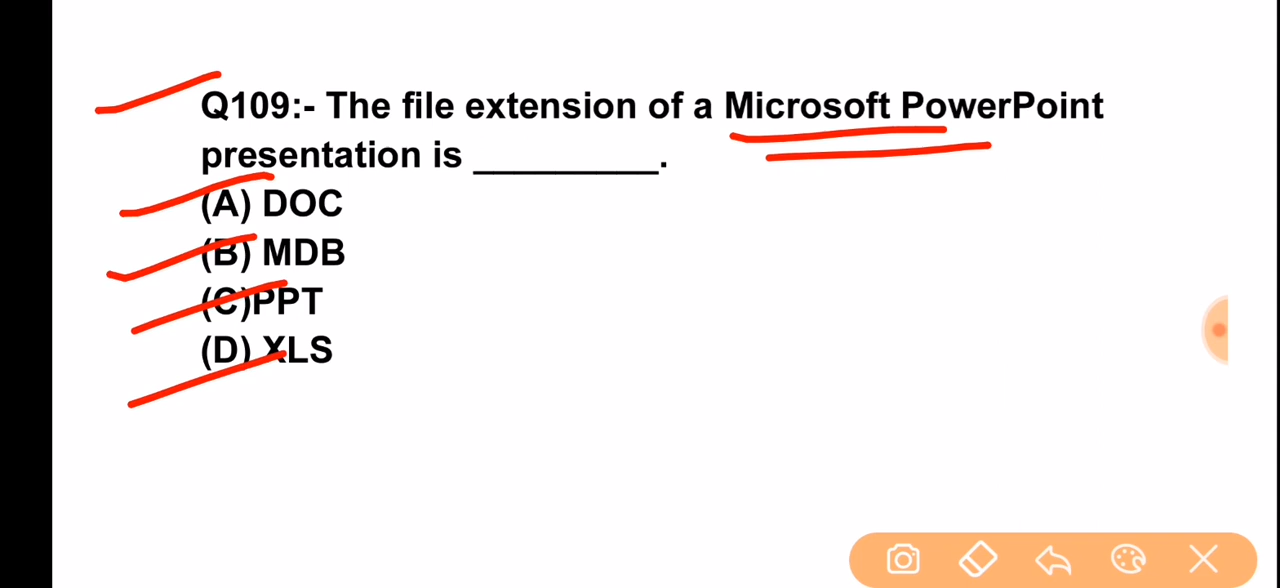 Q109:- The file extension of a Microsoft PowerPoint
presentation is _________.
(A) DOC
(B) MDB
(C)PPT
(D) XLS